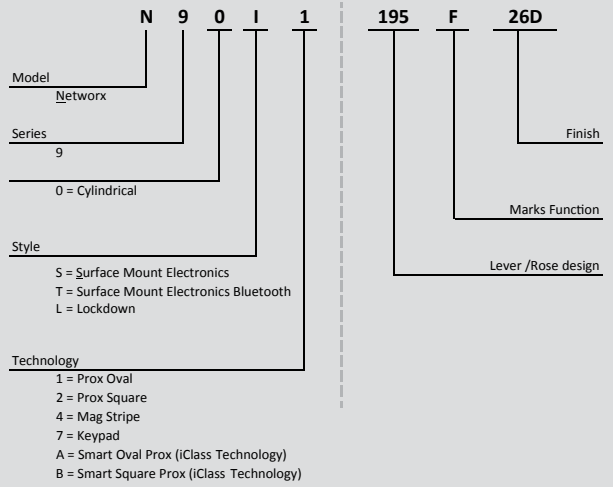 N 9 0 I 1 195 F 26D
Model
Networx
Series
9
Finish
0 = Cylindrical
Marks Function
Style
Lever /Rose design
S = Surface Mount Electronics
T = Surface Mount Electronics Bluetooth
L = Lockdown
Technology
1 = Prox Oval
2 = Prox Square
4 = Mag Stripe
7 = Keypad
A = Smart Oval Prox (iClass Technology)
B = Smart Square Prox (iClass Technology)